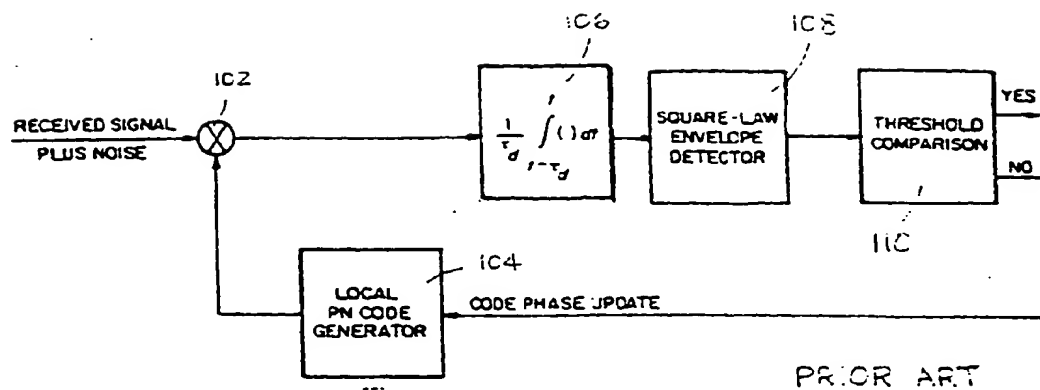 106
108
102
RECEIVED SIGNAL
PLUS NOISE
1/τd ∫ t t-τd ( ) dt
SQUARE-LAW
ENVELOPE
DETECTOR
THRESHOLD
COMPARISON
YES
NO
110
104
LOCAL
PN CODE
GENERATOR
CODE PHASE UPDATE
PRIOR ART